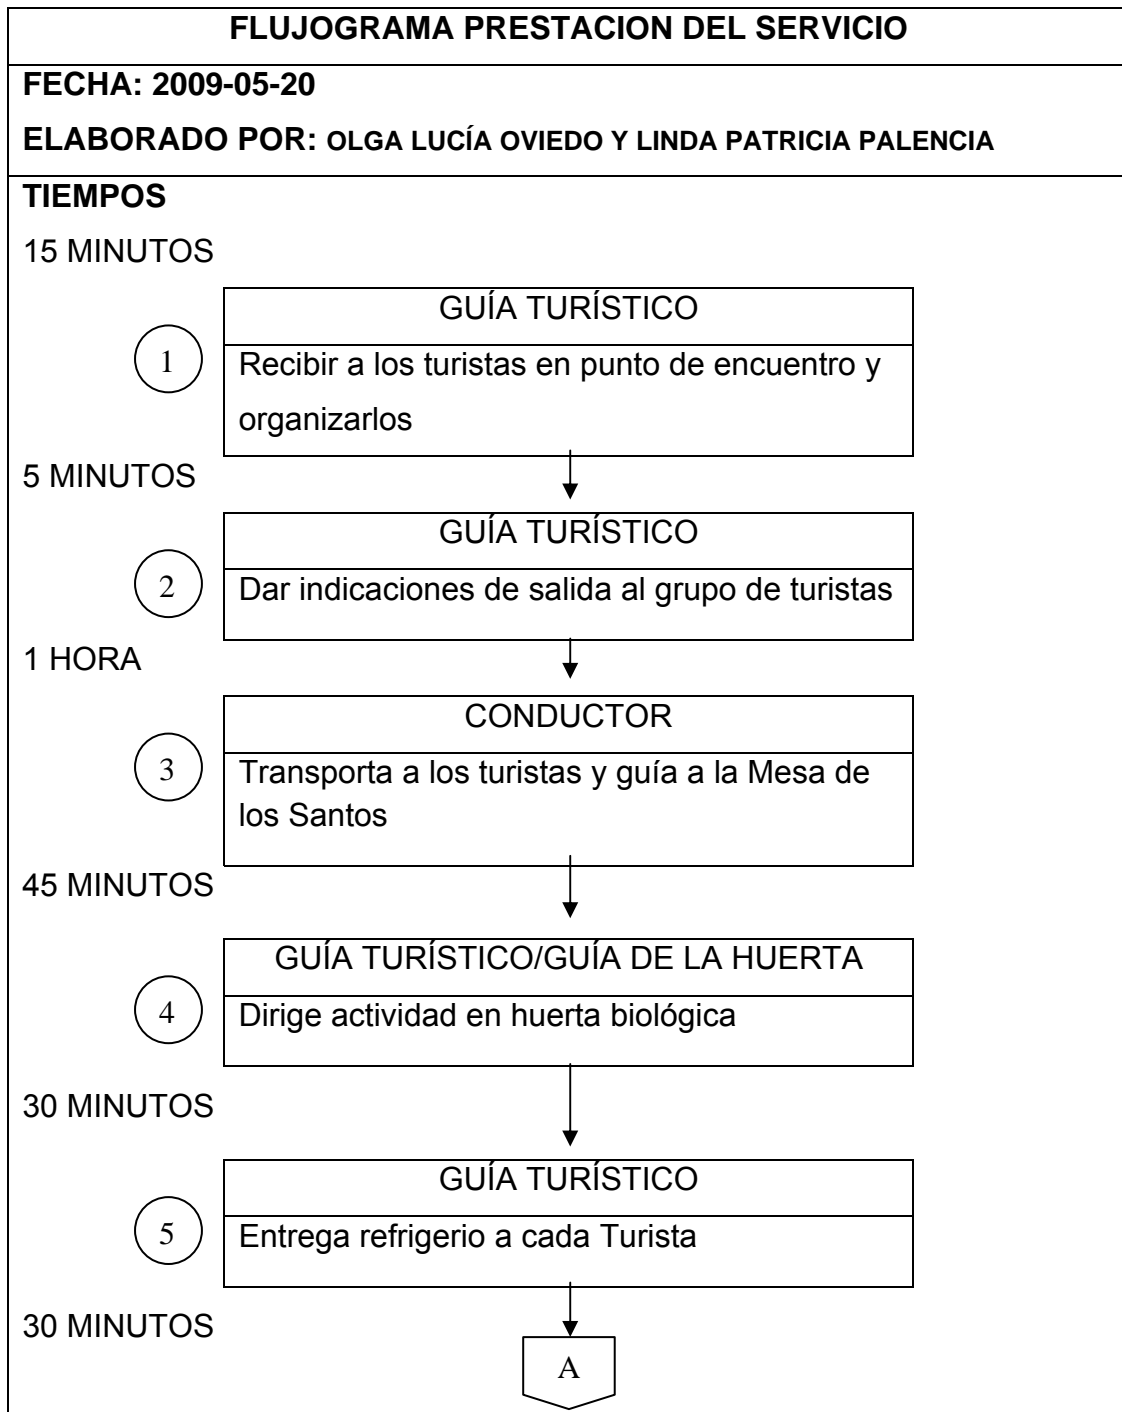 FLUJOGRAMA PRESTACION DEL SERVICIO
FECHA: 2009-05-20
ELABORADO POR: OLGA LUCÍA OVIEDO Y LINDA PATRICIA PALENCIA
TIEMPOS
15 MINUTOS
GUÍA TURÍSTICO
1
Recibir a los turistas en punto de encuentro y
organizarlos
5 MINUTOS
GUÍA TURÍSTICO
2
Dar indicaciones de salida al grupo de turistas
1 HORA
CONDUCTOR
3
Transporta a los turistas y guía a la Mesa de
los Santos
45 MINUTOS
GUÍA TURÍSTICO/GUÍA DE LA HUERTA
4
Dirige actividad en huerta biológica
30 MINUTOS
GUÍA TURÍSTICO
5
Entrega refrigerio a cada Turista
30 MINUTOS
A